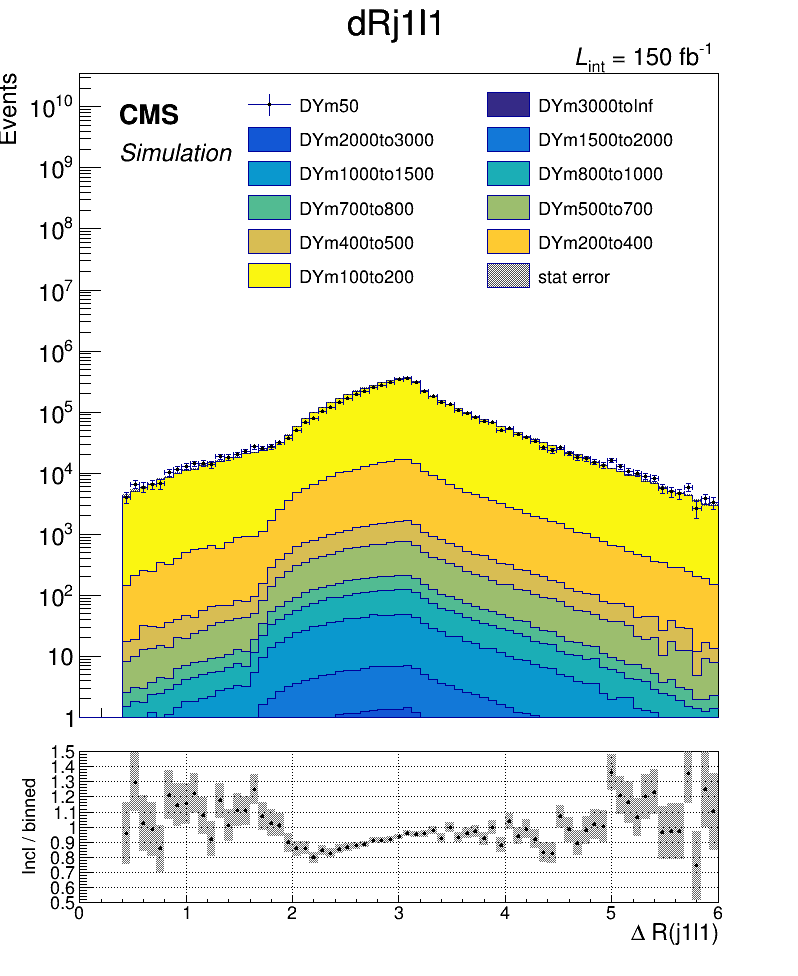 dRj1l1
L_int = 150 fb^-1
Events
CMS
Simulation
DYm50
DYm3000toInf
DYm2000to3000
DYm1500to2000
DYm1000to1500
DYm800to1000
DYm700to800
DYm500to700
DYm400to500
DYm200to400
DYm100to200
stat error
10^10
10^9
10^8
10^7
10^6
10^5
10^4
10^3
10^2
10
1
Incl / binned
1.5
1.4
1.3
1.2
1.1
1
0.9
0.8
0.7
0.6
0.5
0 1 2 3 4 5 6
Δ R(j1l1)